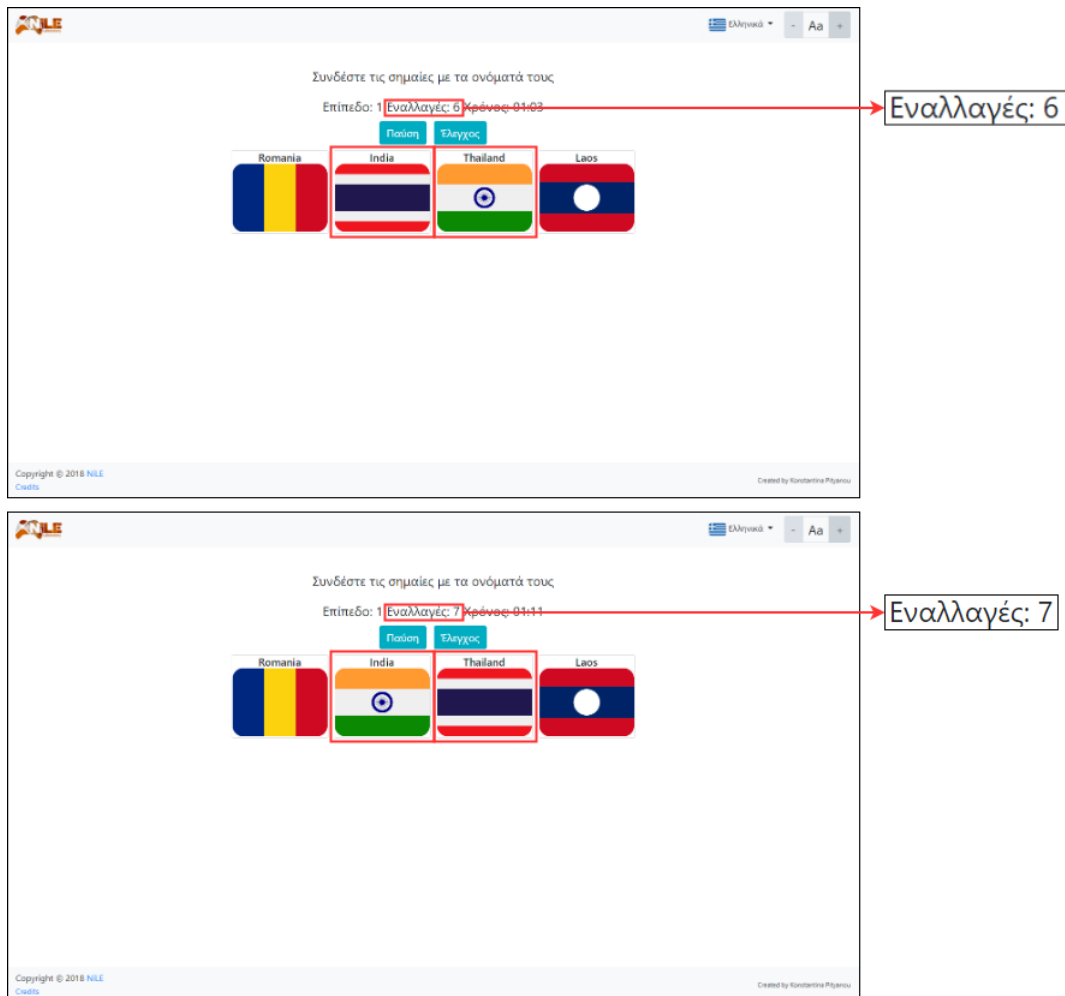 NiLE
Ελληνικά - Aa +
Συνδέστε τις σημαίες με τα ονόματά τους
Επίπεδο: 1 Εναλλαγές: 6 Χρόνος: 01:03
Εναλλαγές: 6
Παύση Έλεγχος
Romania India Thailand Laos
Copyright © 2018 NiLE
Credits
Created by Konstantina Pityanou
NiLE
Ελληνικά - Aa +
Συνδέστε τις σημαίες με τα ονόματά τους
Επίπεδο: 1 Εναλλαγές: 7 Χρόνος: 01:11
Εναλλαγές: 7
Παύση Έλεγχος
Romania India Thailand Laos
Copyright © 2018 NiLE
Credits
Created by Konstantina Pityanou